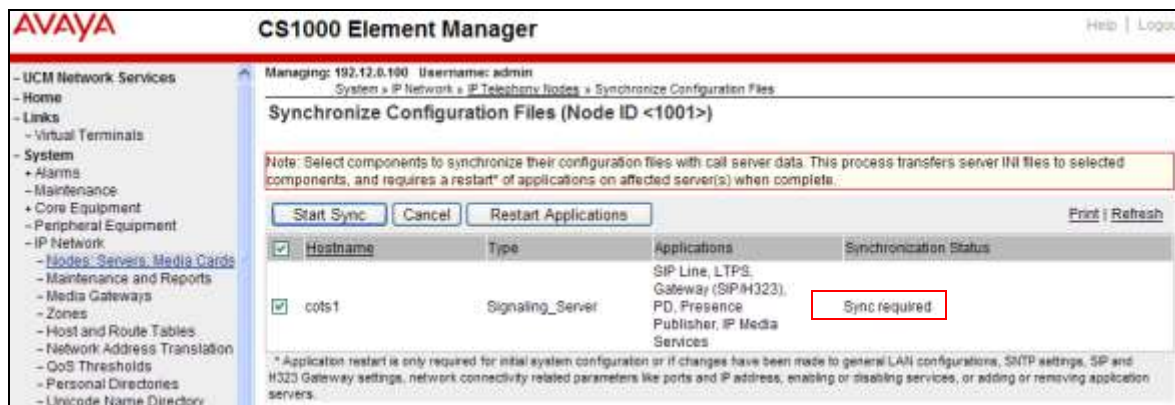 AVAYA
CS1000 Element Manager
Help | Logou
- UCM Network Services
- Home
- Links
- Virtual Terminals
- System
+ Alarms
- Maintenance
+ Core Equipment
- Peripheral Equipment
- IP Network
- Nodes: Servers, Media Cards
- Maintenance and Reports
- Media Gateways
- Zones
- Host and Route Tables
- Network Address Translation
- QoS Thresholds
- Personal Directories
- Unicode Name Directory
Managing: 192.12.0.100 Username: admin
System » IP Network » IP Telephony Nodes » Synchronize Configuration Files
Synchronize Configuration Files (Node ID <1001>)
Note: Select components to synchronize their configuration files with call server data. This process transfers server INI files to selected
components, and requires a restart* of applications on affected server(s) when complete.
Start Sync Cancel Restart Applications Print | Refresh
Hostname Type Applications Synchronization Status
cots1 Signaling_Server SIP Line, LTPS,
Gateway (SIP/H323),
PD, Presence
Publisher, IP Media
Services
Sync required
* Application restart is only required for initial system configuration or if changes have been made to general LAN configurations, SNTP settings, SIP and
H323 Gateway settings, network connectivity related parameters like ports and IP address, enabling or disabling services, or adding or removing application
servers.